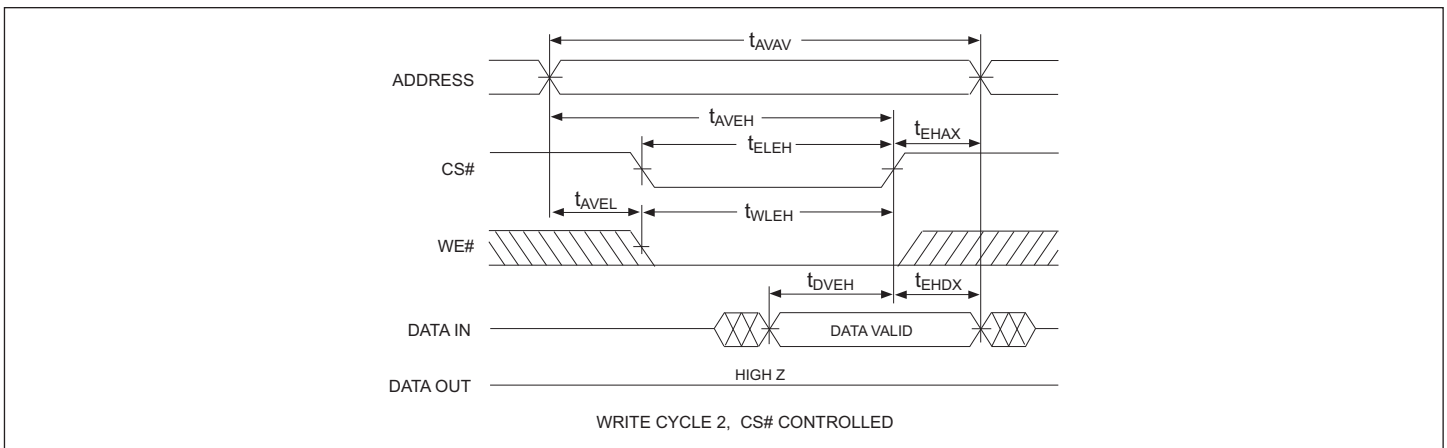 tAVAV
ADDRESS
tAVEH
tEHAX
tELEH
CS#
tAVEL
tWLEH
WE#
tDVEH
tEHDX
DATA IN
DATA VALID
HIGH Z
DATA OUT
WRITE CYCLE 2, CS# CONTROLLED